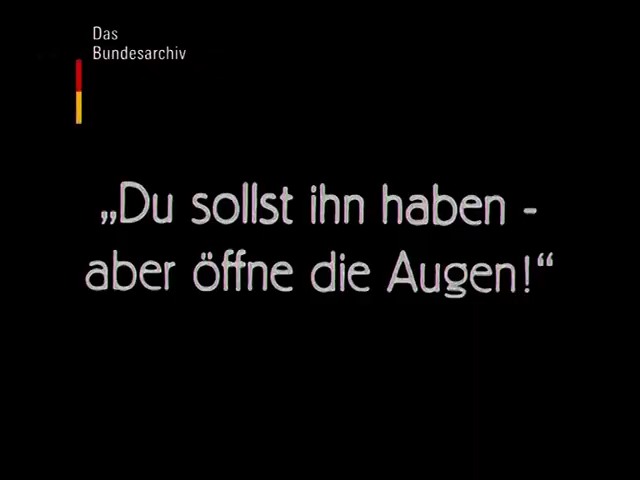 Das
Bundesarchiv
„Du sollst ihn haben -
aber öffne die Augen!“